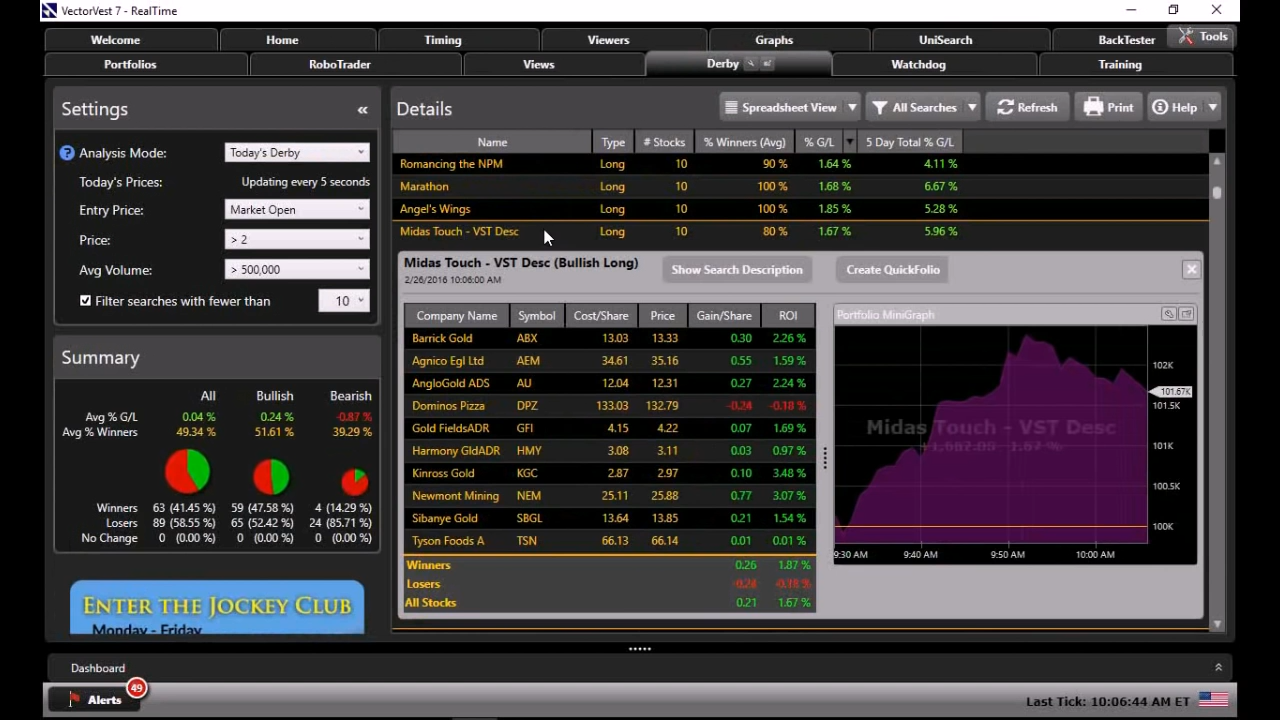 VectorVest 7 - RealTime
Welcome Home Timing Viewers Graphs UniSearch BackTester Tools
Portfolios RoboTrader Views Derby Watchdog Training
Settings «
? Analysis Mode: Today's Derby
Today's Prices: Updating every 5 seconds
Entry Price: Market Open
Price: > 2
Avg Volume: > 500,000
Filter searches with fewer than 10
Summary
All Bullish Bearish
Avg % G/L 0.04 % 0.24 % -0.87 %
Avg % Winners 49.34 % 51.61 % 39.29 %
Winners 63 (41.45 %) 59 (47.58 %) 4 (14.29 %)
Losers 89 (58.55 %) 65 (52.42 %) 24 (85.71 %)
No Change 0 (0.00 %) 0 (0.00 %) 0 (0.00 %)
ENTER THE JOCKEY CLUB
Monday - Friday
Details Spreadsheet View All Searches Refresh Print Help
Name Type # Stocks % Winners (Avg) % G/L 5 Day Total % G/L
Romancing the NPM Long 10 90 % 1.64 % 4.11 %
Marathon Long 10 100 % 1.68 % 6.67 %
Angel's Wings Long 10 100 % 1.85 % 5.28 %
Midas Touch - VST Desc Long 10 80 % 1.67 % 5.96 %
Midas Touch - VST Desc (Bullish Long) Show Search Description Create QuickFolio
2/26/2016 10:06:00 AM
Company Name Symbol Cost/Share Price Gain/Share ROI
Barrick Gold ABX 13.03 13.33 0.30 2.26 %
Agnico Egl Ltd AEM 34.61 35.16 0.55 1.59 %
AngloGold ADS AU 12.04 12.31 0.27 2.24 %
Dominos Pizza DPZ 133.03 132.79 -0.24 -0.18 %
Gold FieldsADR GFI 4.15 4.22 0.07 1.69 %
Harmony GldADR HMY 3.08 3.11 0.03 0.97 %
Kinross Gold KGC 2.87 2.97 0.10 3.48 %
Newmont Mining NEM 25.11 25.88 0.77 3.07 %
Sibanye Gold SBGL 13.64 13.85 0.21 1.54 %
Tyson Foods A TSN 66.13 66.14 0.01 0.01 %
Winners 0.26 1.87 %
Losers -0.24 -0.18 %
All Stocks 0.21 1.67 %
Portfolio MiniGraph
Midas Touch - VST Desc
1.67 %
102K
101.67K
101.5K
101K
100.5K
100K
9:30 AM 9:40 AM 9:50 AM 10:00 AM
Dashboard
Alerts 49
Last Tick: 10:06:44 AM ET